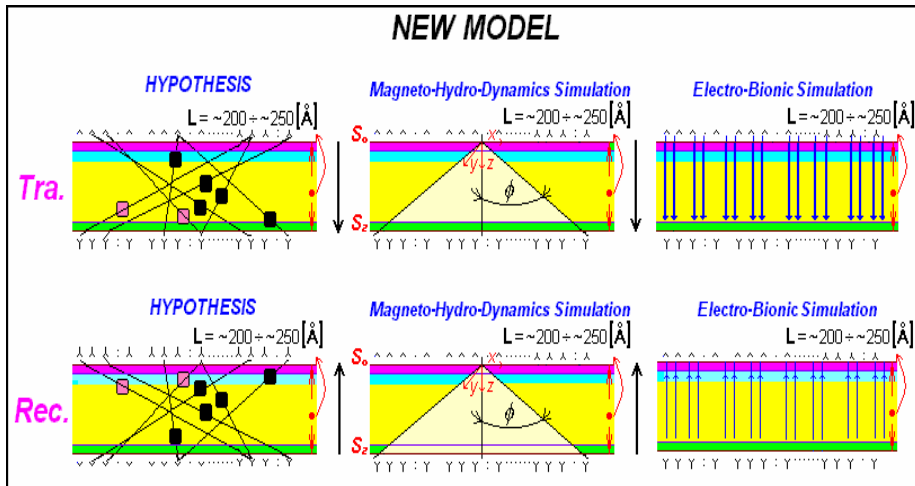 NEW MODEL
HYPOTHESIS
Magneto-Hydro-Dynamics Simulation
Electro-Bionic Simulation
L = ~200 ÷ ~250 [Å]
L = ~200 ÷ ~250 [Å]
L = ~200 ÷ ~250 [Å]
Tra.
S₀
X
y
z
ϕ
S₂
Y Y : Y Y Y Y : Y Y
Y Y : Y Y Y Y : Y Y
Y Y Y : Y Y Y Y : Y
HYPOTHESIS
Magneto-Hydro-Dynamics Simulation
Electro-Bionic Simulation
L = ~200 ÷ ~250 [Å]
L = ~200 ÷ ~250 [Å]
L = ~200 ÷ ~250 [Å]
Rec.
S₀
X
y
z
ϕ
S₂